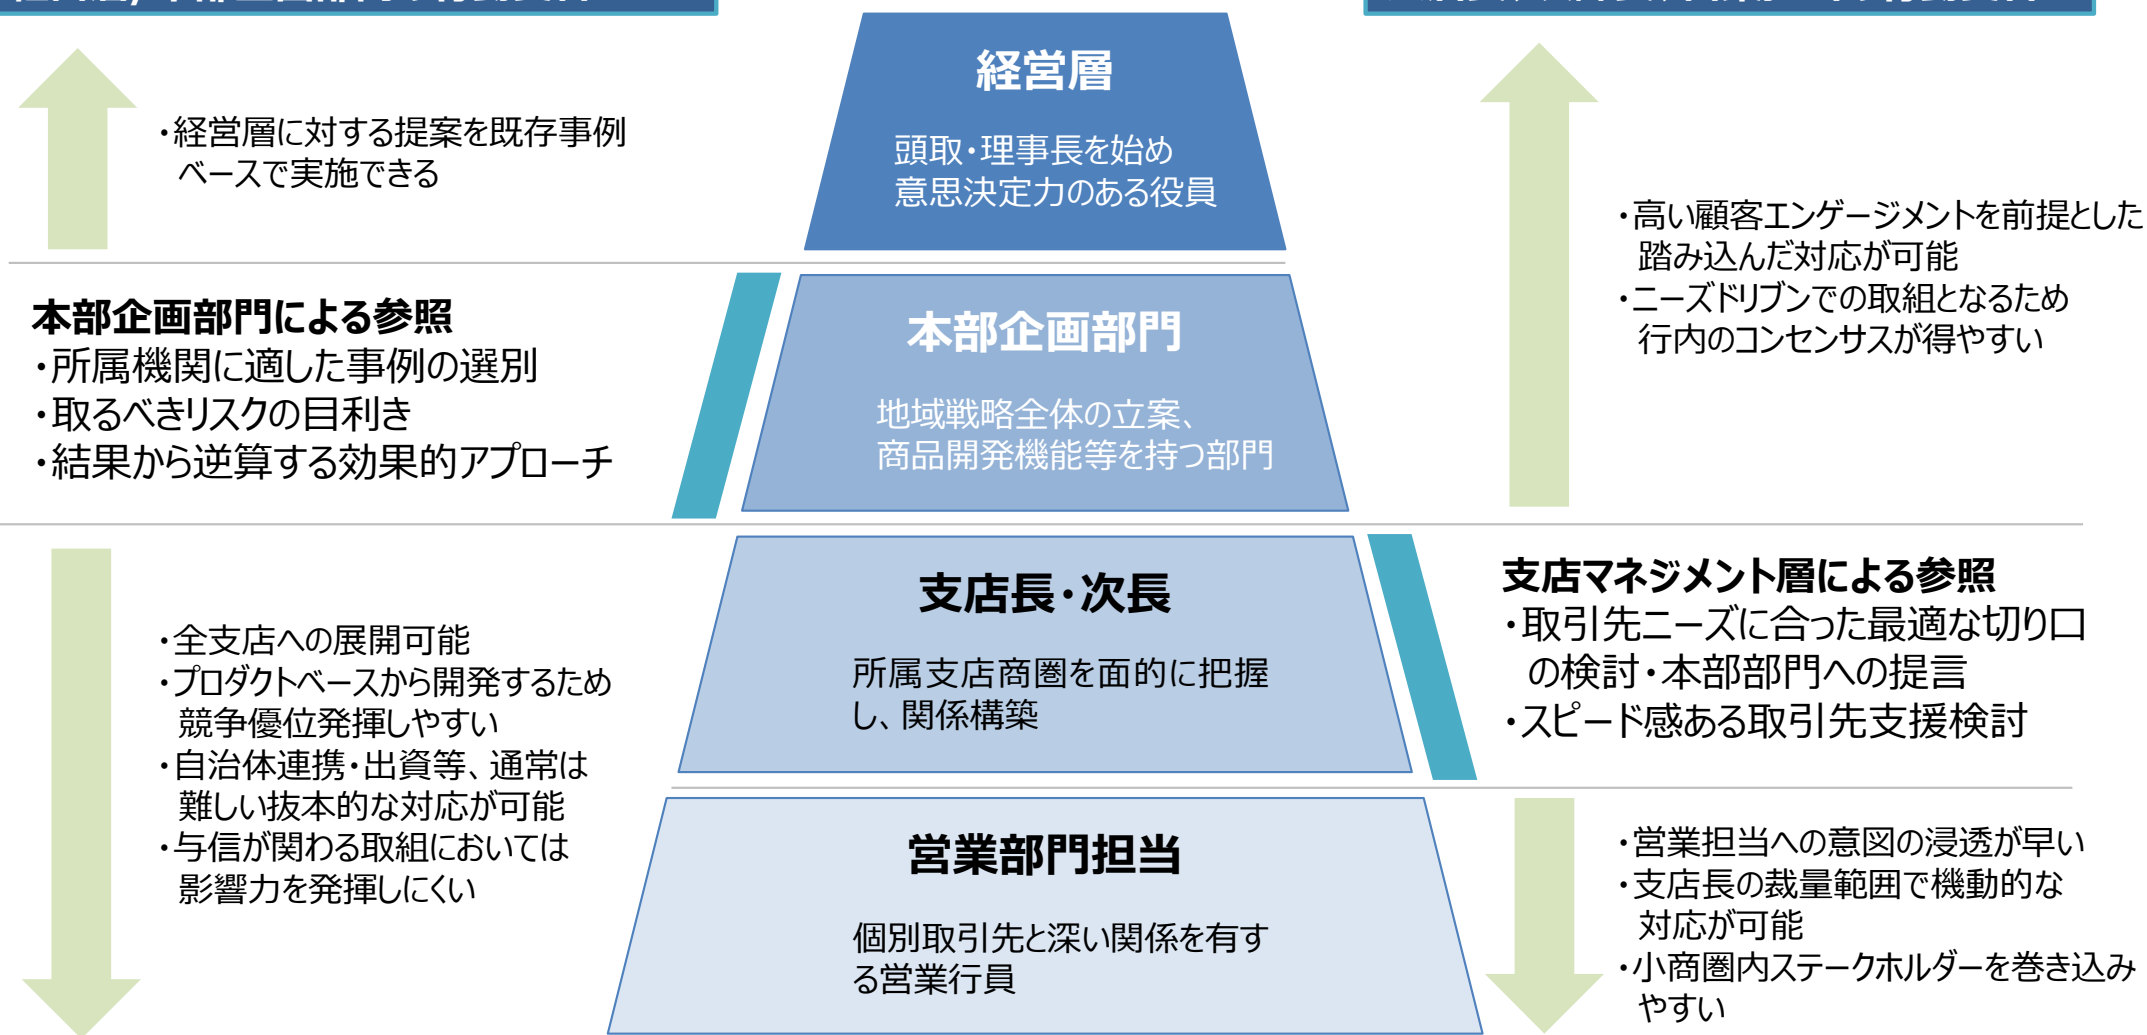 経営層
頭取・理事長を始め
意思決定力のある役員
・経営層に対する提案を既存事例
ベースで実施できる
・高い顧客エンゲージメントを前提とした
踏み込んだ対応が可能
・ニーズドリブンでの取組となるため
行内のコンセンサスが得やすい
本部企画部門による参照
・所属機関に適した事例の選別
・取るべきリスクの目利き
・結果から逆算する効果的アプローチ
本部企画部門
地域戦略全体の立案、
商品開発機能等を持つ部門
支店長・次長
所属支店商圏を面的に把握
し、関係構築
支店マネジメント層による参照
・取引先ニーズに合った最適な切り口
の検討・本部部門への提言
・スピード感ある取引先支援検討
・全支店への展開可能
・プロダクトベースから開発するため
競争優位発揮しやすい
・自治体連携・出資等、通常は
難しい抜本的な対応が可能
・与信が関わる取組においては
影響力を発揮しにくい
営業部門担当
個別取引先と深い関係を有す
る営業行員
・営業担当への意図の浸透が早い
・支店長の裁量範囲で機動的な
対応が可能
・小商圏内ステークホルダーを巻き込み
やすい